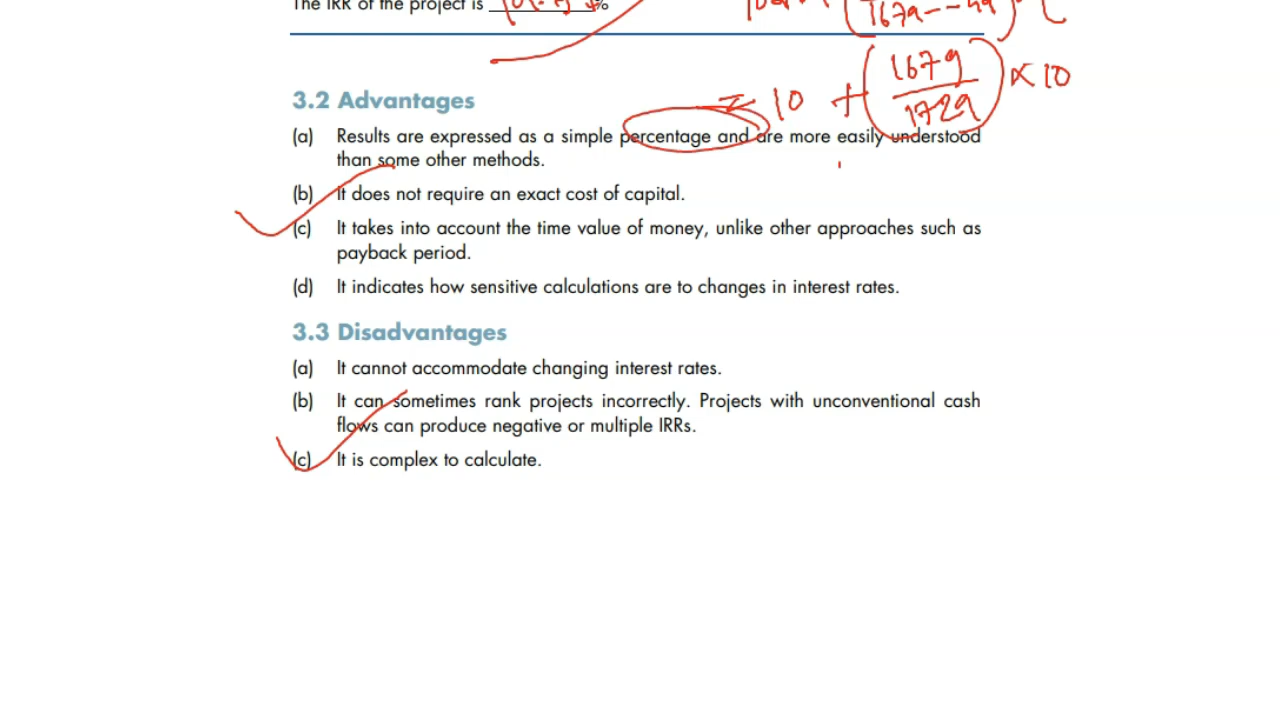 The IRR of the project is %
3.2 Advantages
= 10 + (1679/1729) × 10
(a) Results are expressed as a simple percentage and are more easily understood
than some other methods.
(b) It does not require an exact cost of capital.
(c) It takes into account the time value of money, unlike other approaches such as
payback period.
(d) It indicates how sensitive calculations are to changes in interest rates.
3.3 Disadvantages
(a) It cannot accommodate changing interest rates.
(b) It can sometimes rank projects incorrectly. Projects with unconventional cash
flows can produce negative or multiple IRRs.
(c) It is complex to calculate.